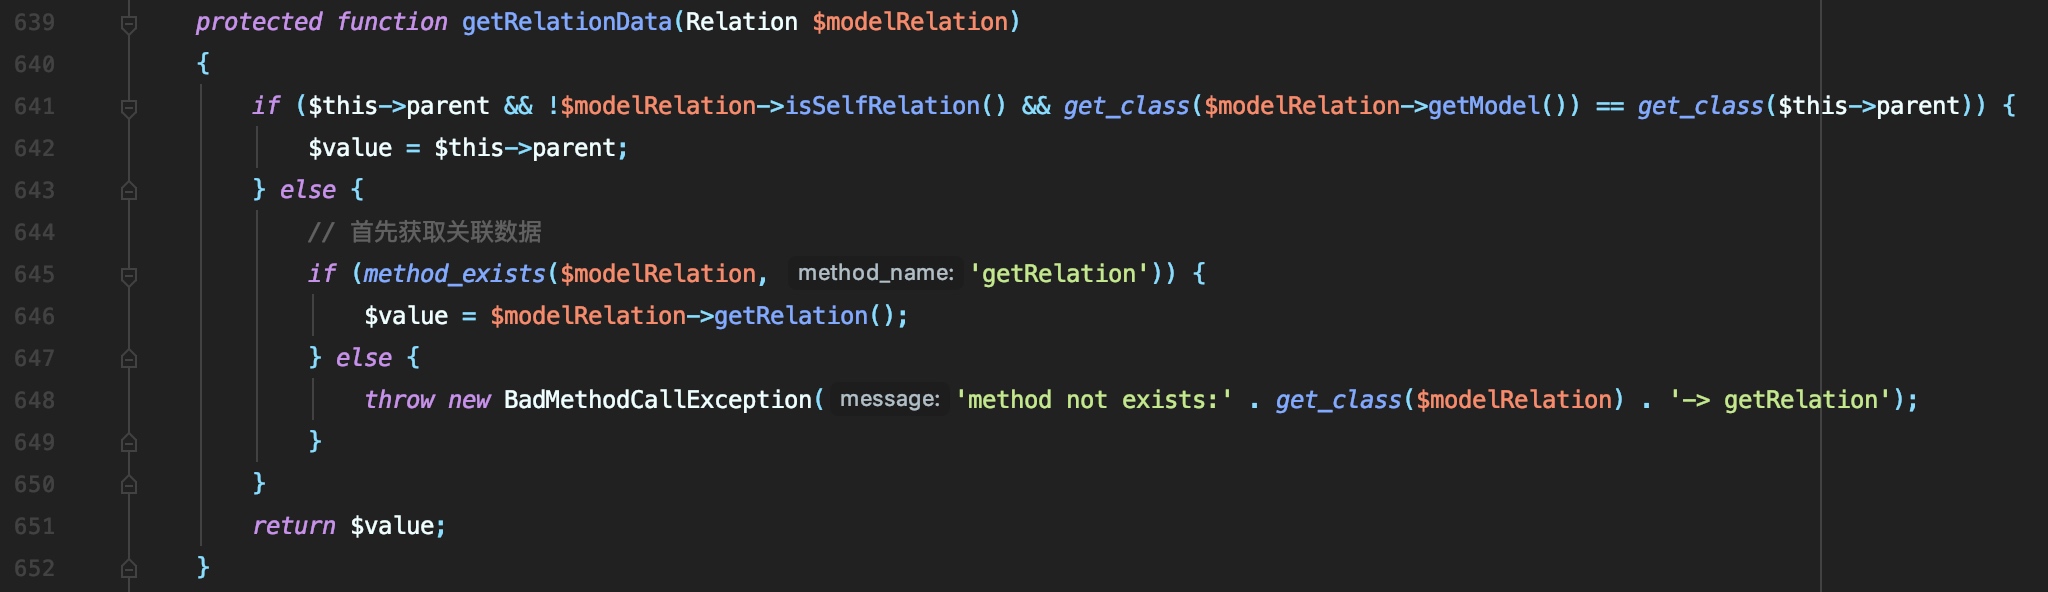 639 protected function getRelationData(Relation $modelRelation)
640 {
641 if ($this->parent && !$modelRelation->isSelfRelation() && get_class($modelRelation->getModel()) == get_class($this->parent)) {
642 $value = $this->parent;
643 } else {
644 // 首先获取关联数据
645 if (method_exists($modelRelation, method_name: 'getRelation')) {
646 $value = $modelRelation->getRelation();
647 } else {
648 throw new BadMethodCallException( message: 'method not exists:' . get_class($modelRelation) . '-> getRelation');
649 }
650 }
651 return $value;
652 }